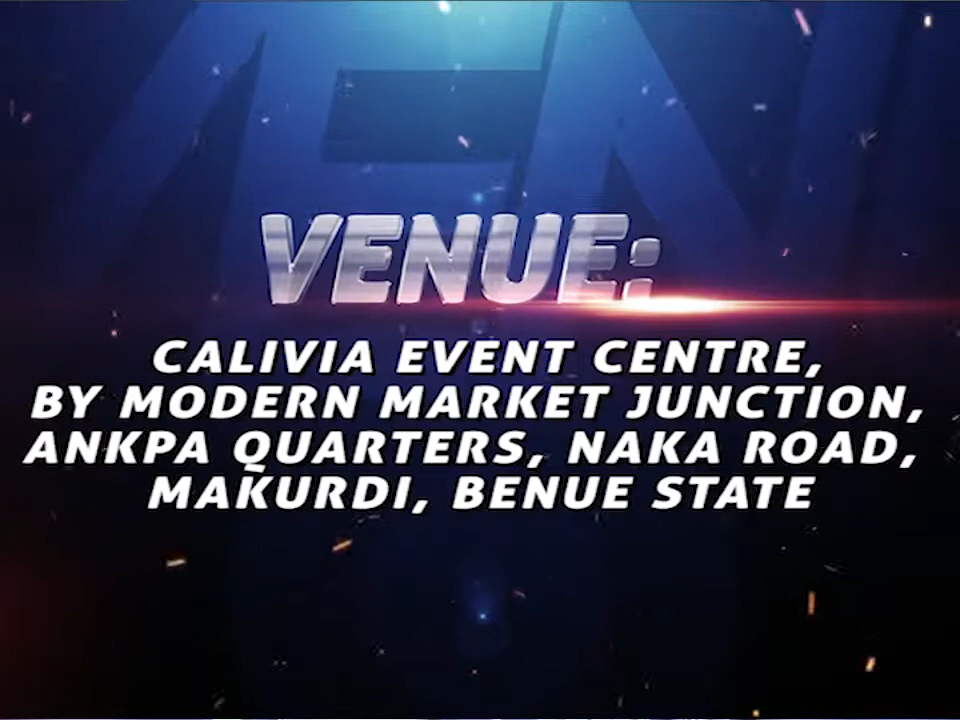 VENUE:
CALIVIA EVENT CENTRE,
BY MODERN MARKET JUNCTION,
ANKPA QUARTERS, NAKA ROAD,
MAKURDI, BENUE STATE